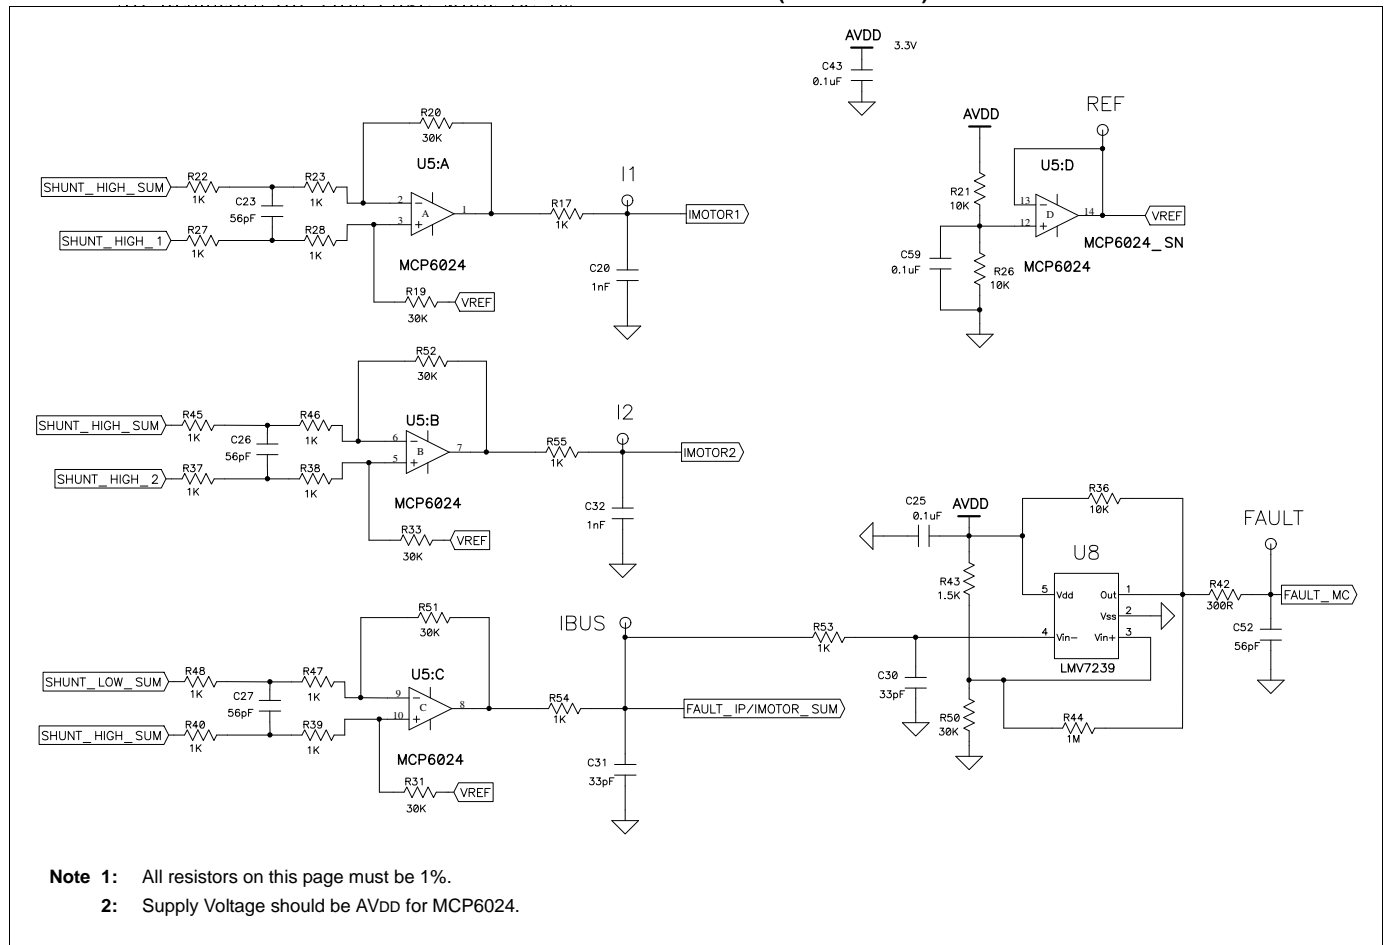 AVDD
3.3V
C43
0.1uF
R20
30K
U5:A
SHUNT_HIGH_SUM
R22
1K
R23
1K
C23
56pF
2
3
A
1
SHUNT_HIGH_1
R27
1K
R28
1K
MCP6024
R19
30K
VREF
R17
1K
I1
IMOTOR1
C20
1nF
AVDD
REF
R21
10K
U5:D
13
12
D
14
VREF
MCP6024_SN
MCP6024
C59
0.1uF
R26
10K
R52
30K
U5:B
SHUNT_HIGH_SUM
R45
1K
R46
1K
C26
56pF
6
5
B
7
SHUNT_HIGH_2
R37
1K
R38
1K
MCP6024
R33
30K
VREF
R55
1K
I2
IMOTOR2
C32
1nF
R51
30K
U5:C
SHUNT_LOW_SUM
R48
1K
R47
1K
C27
56pF
9
10
C
8
SHUNT_HIGH_SUM
R40
1K
R39
1K
MCP6024
R31
30K
VREF
R54
1K
IBUS
FAULT_IP/IMOTOR_SUM
C31
33pF
R53
1K
C30
33pF
C25
0.1uF
AVDD
R36
10K
U8
R43
1.5K
5
Vdd
Out
1
Vss
2
4
Vin-
Vin+
3
LMV7239
R50
30K
R44
1M
R42
300R
FAULT
FAULT_MC
C52
56pF
Note 1: All resistors on this page must be 1%.
2: Supply Voltage should be AVDD for MCP6024.